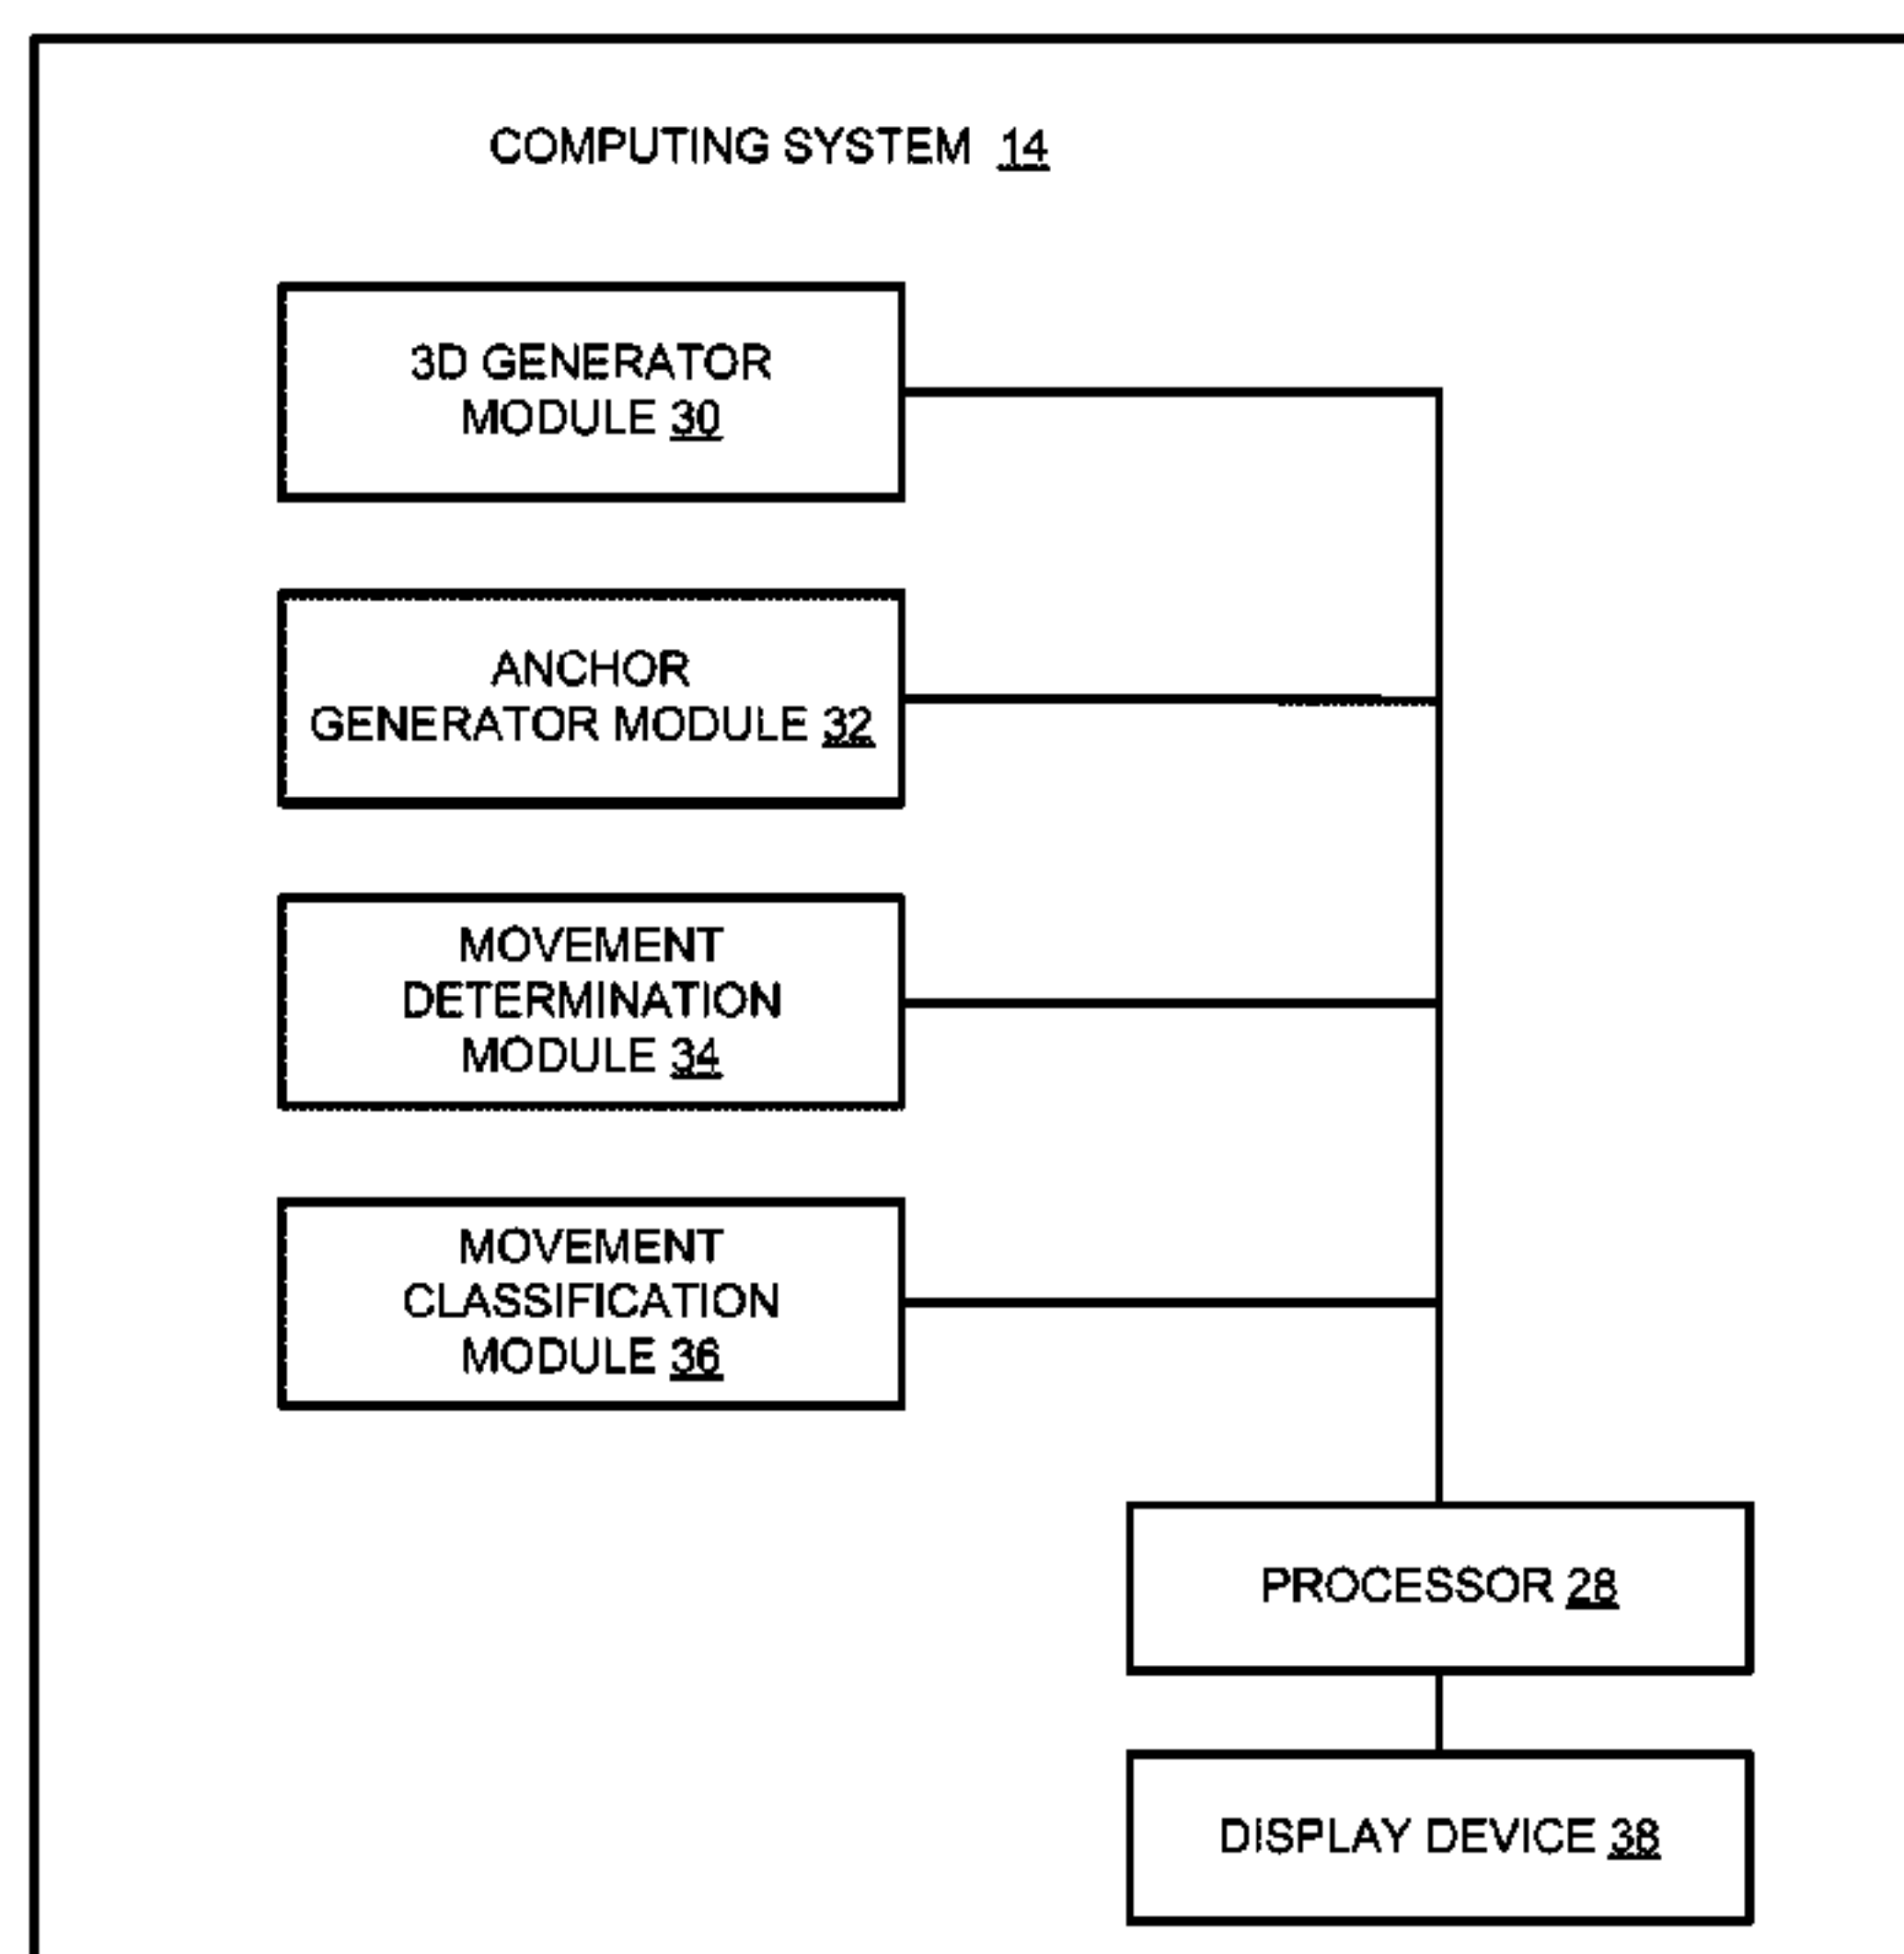 COMPUTING SYSTEM 14
3D GENERATOR
MODULE 30
ANCHOR
GENERATOR MODULE 32
MOVEMENT
DETERMINATION
MODULE 34
MOVEMENT
CLASSIFICATION
MODULE 36
PROCESSOR 28
DISPLAY DEVICE 38